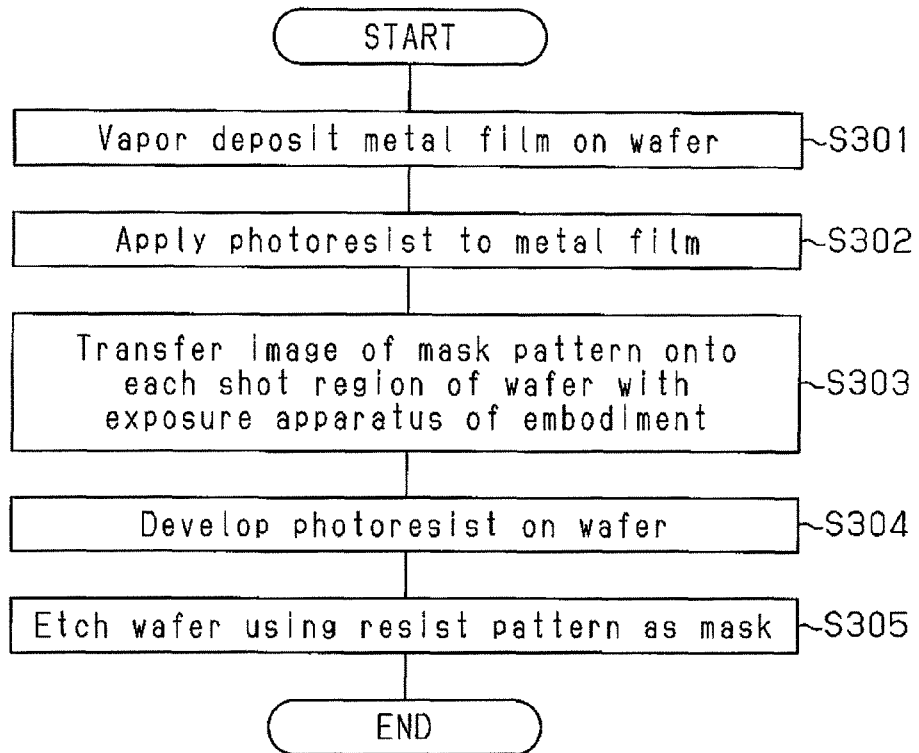 START
Vapor deposit metal film on wafer
S301
Apply photoresist to metal film
S302
Transfer image of mask pattern onto
each shot region of wafer with
exposure apparatus of embodiment
S303
Develop photoresist on wafer
S304
Etch wafer using resist pattern as mask
S305
END